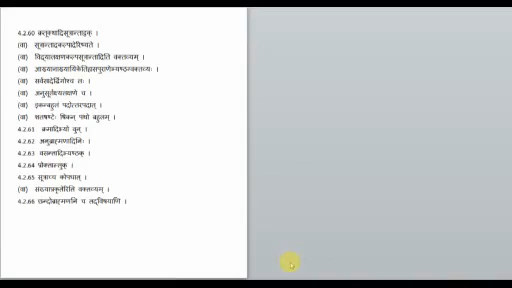 4.2.60 क्रतूक्थादिसूत्रान्ताट्ठक् ।
(वा) सूत्रान्तादकल्पादेरिष्यते ।
(वा) विद्यालक्षणकल्पसूत्रान्तादिति वक्तव्यम् ।
(वा) आख्यानाख्यायिकेतिहासपुराणेभ्यष्ठग्वक्तव्यः ।
(वा) सर्वसादेर्द्विगोश्च लः ।
(वा) अनुसूर्लक्ष्यलक्षणे च ।
(वा) इकन्बहुलं पदोत्तरपदात् ।
(वा) शतषष्टेः षिकन् पथो बहुलम् ।
4.2.61 क्रमादिभ्यो वुन् ।
4.2.62 अनुब्राह्मणादिनिः ।
4.2.63 वसन्तादिभ्यष्ठक् ।
4.2.64 प्रोक्ताल्लुक् ।
4.2.65 सूत्राच्च कोपधात् ।
(वा) संख्याप्रकृतेरिति वक्तव्यम् ।
4.2.66 छन्दोब्राह्मणानि च तद्विषयाणि ।